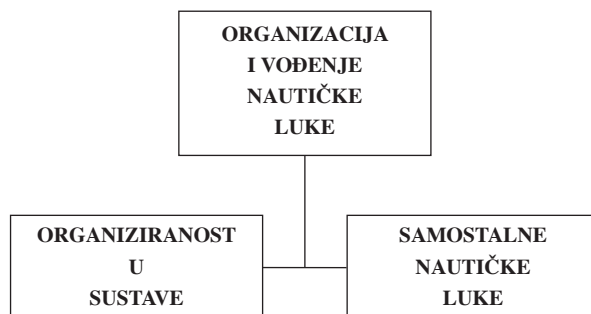 ORGANIZACIJA
I VOĐENJE
NAUTIČKE
LUKE
ORGANIZIRANOST
U
SUSTAVE
SAMOSTALNE
NAUTIČKE
LUKE